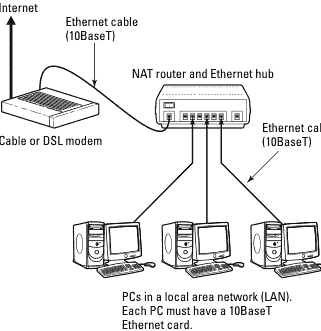 Internet
Ethernet cable
(10BaseT)
NAT router and Ethernet hub
Cable or DSL modem
Ethernet ca
(10BaseT)
PCs in a local area network (LAN).
Each PC must have a 10BaseT
Ethernet card.